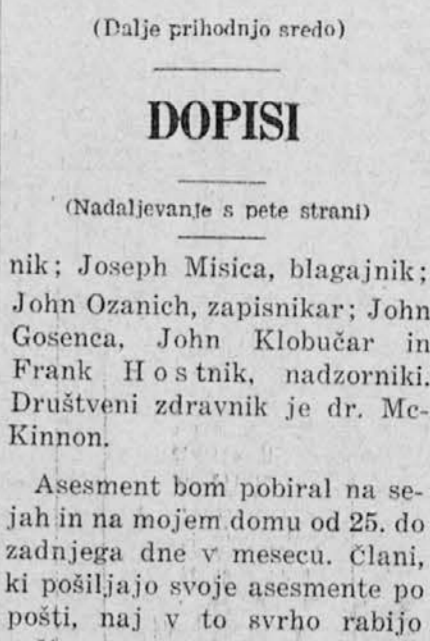 (Dalje prihodnjo sredo)
DOPISI
(Nadaljevanje s pete strani)
nik; Joseph Misica, blagajnik;
John Ozanich, zapisnikar; John
Gosenca, John Klobučar in
Frank Hostnik, nadzorniki.
Društveni zdravnik je dr. Mc-
Kinnon.
Asesment bom pobiral na se-
jah in na mojem domu od 25. do
zadnjega dne v mesecu. Člani,
ki pošiljajo svoje asesmente po
pošti, naj v to svrho rabijo